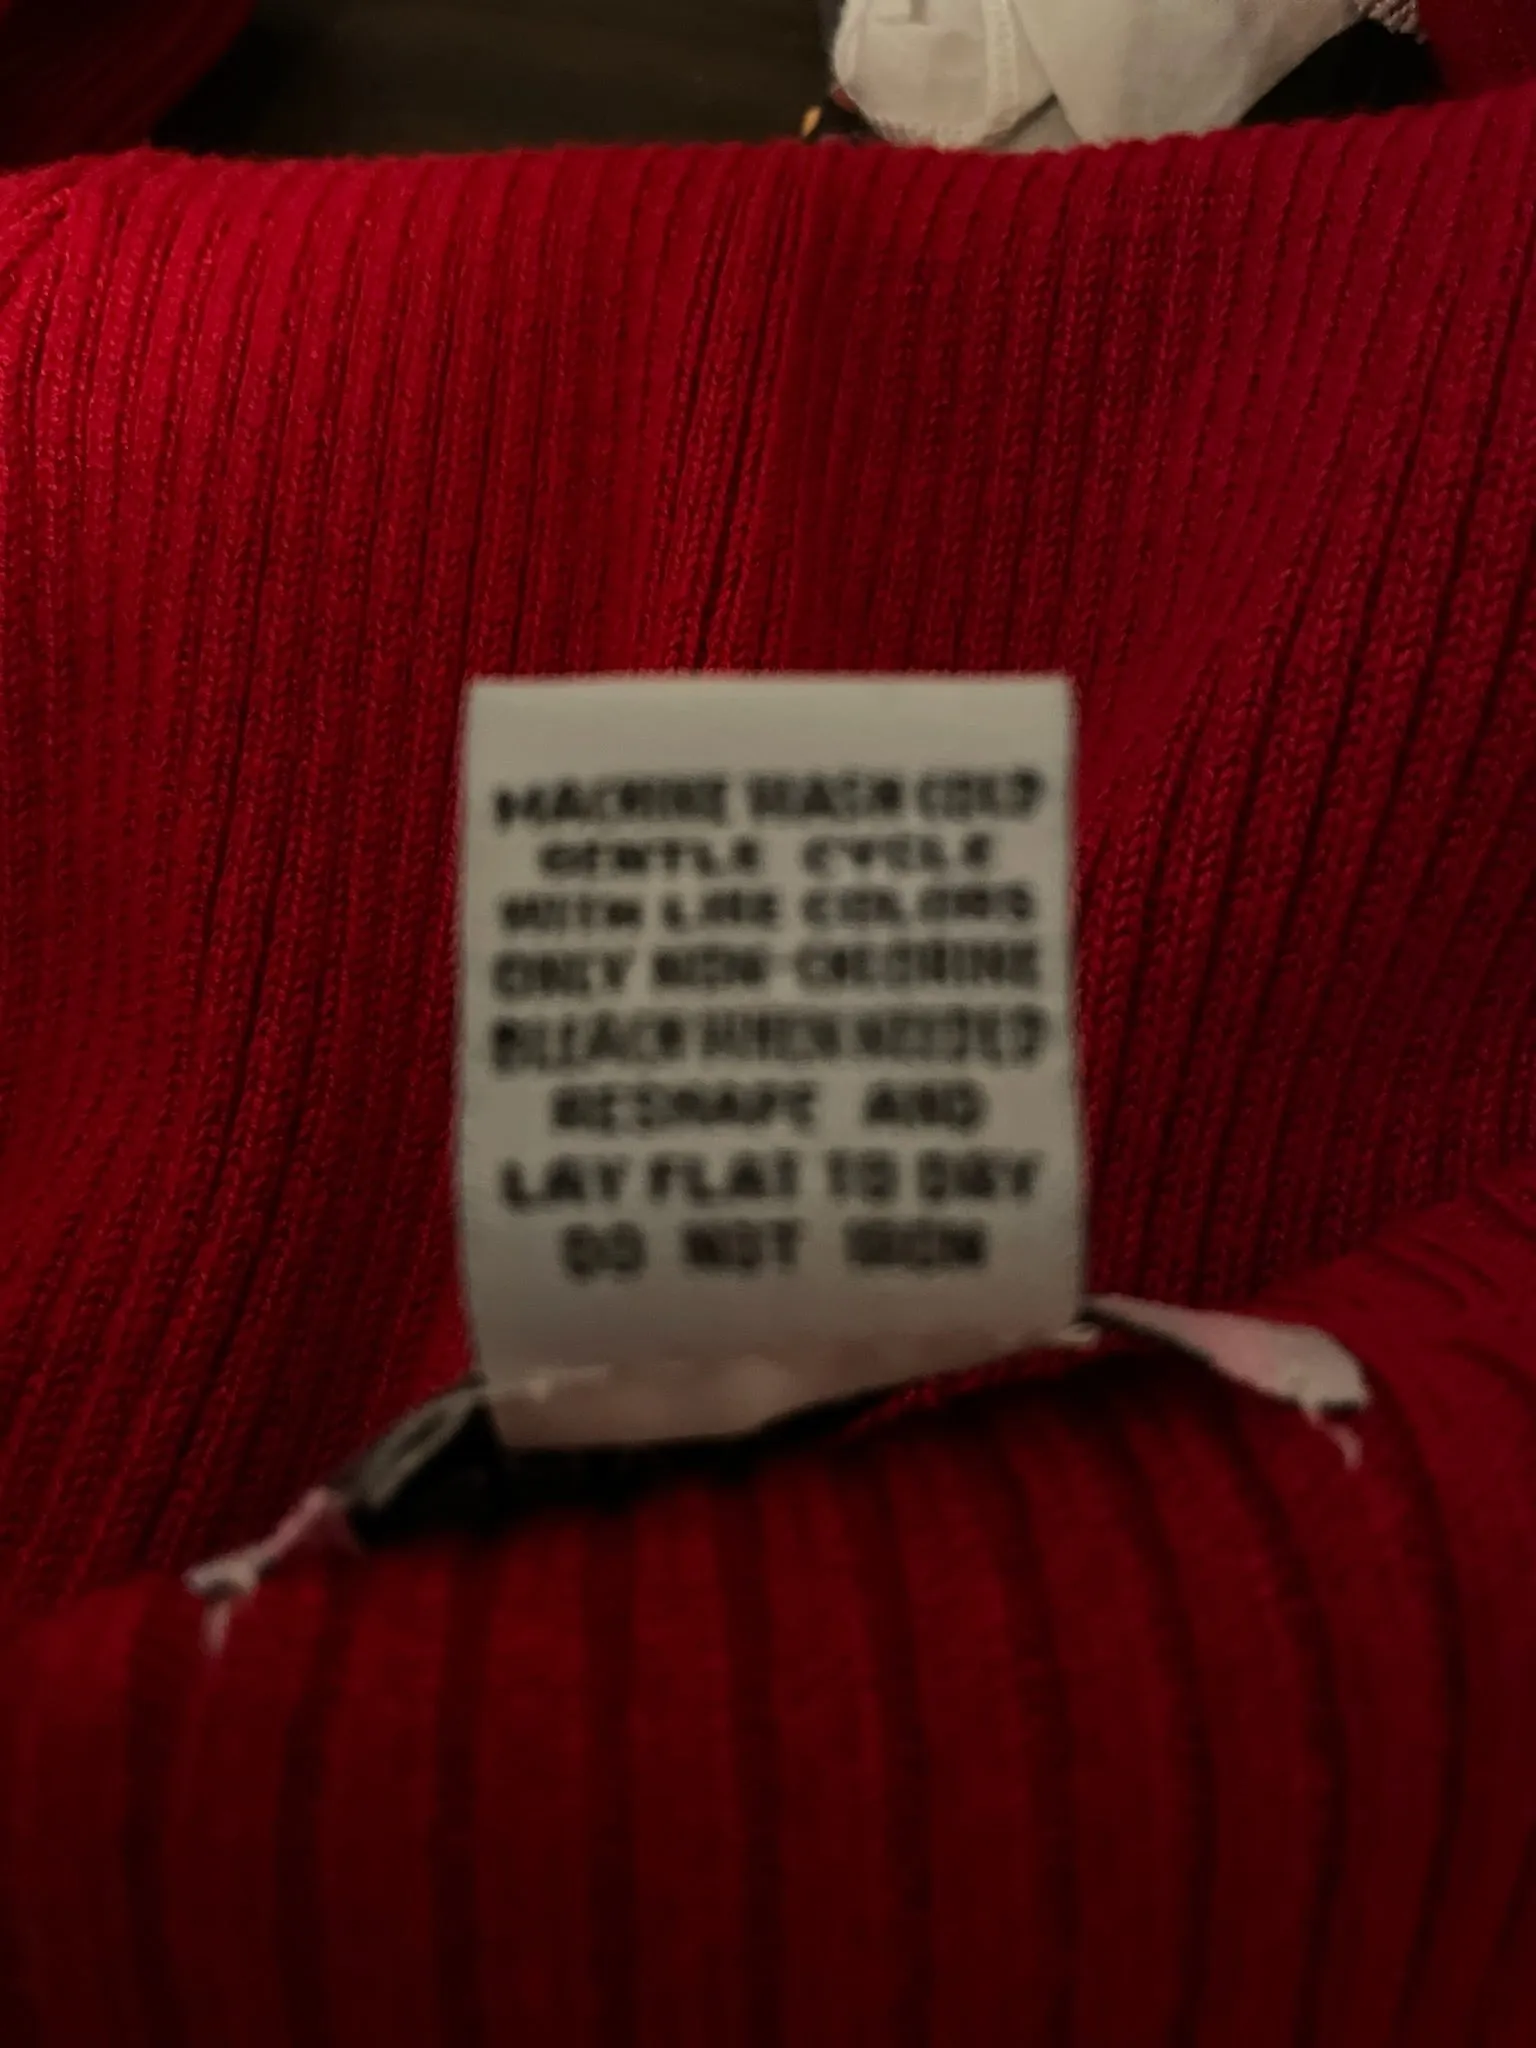 MACHINE WASH COLD
GENTLE CYCLE
WITH LIKE COLORS
ONLY NON-CHLORINE
BLEACH WHEN NEEDED
RESHAPE AND
LAY FLAT TO DRY
DO NOT IRON